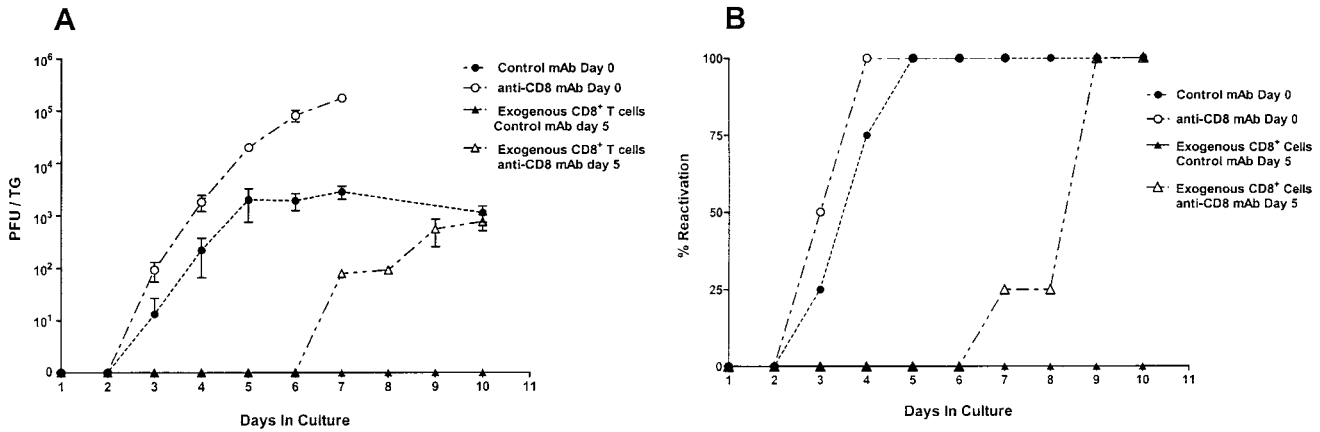 A
PFU / TG
10⁶
10⁵
10⁴
10³
10²
10¹
0
1 2 3 4 5 6 7 8 9 10 11
Days In Culture
Control mAb Day 0
anti-CD8 mAb Day 0
Exogenous CD8⁺ T cells
Control mAb day 5
Exogenous CD8⁺ T cells
anti-CD8 mAb day 5
B
% Reactivation
100
75
50
25
0
1 2 3 4 5 6 7 8 9 10 11
Days In Culture
Control mAb Day 0
anti-CD8 mAb Day 0
Exogenous CD8⁺ Cells
Control mAb Day 5
Exogenous CD8⁺ Cells
anti-CD8 mAb Day 5